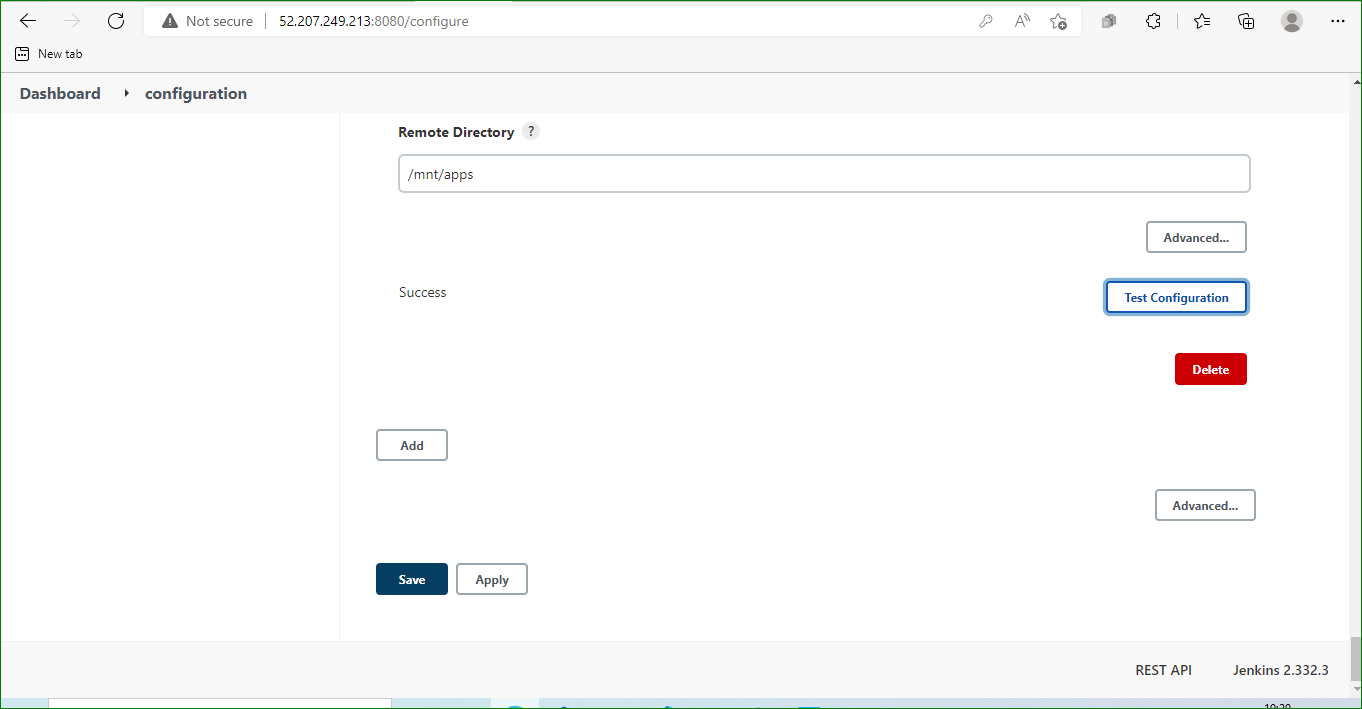 Not secure 52.207.249.213:8080/configure
New tab
Dashboard configuration
Remote Directory ?
/mnt/apps
Advanced...
Success Test Configuration
Delete
Add
Advanced...
Save Apply
REST API Jenkins 2.332.3